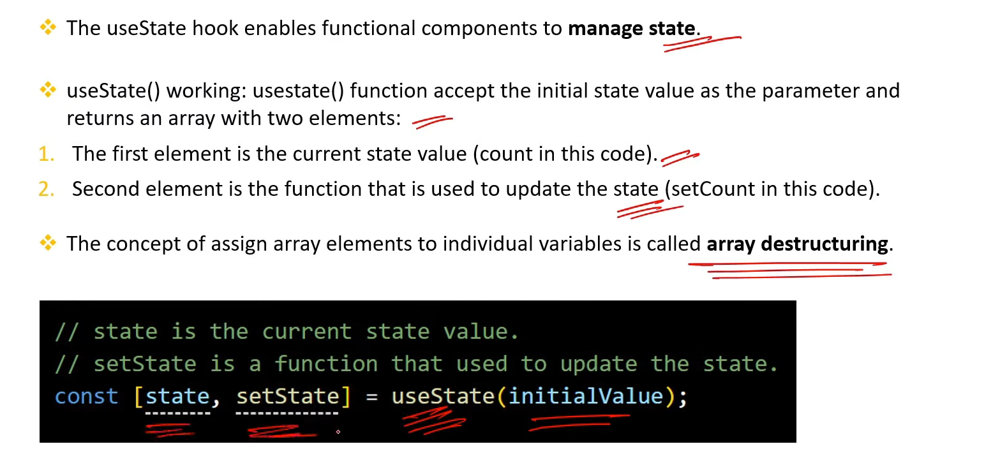 The useState hook enables functional components to manage state.
useState() working: usestate() function accept the initial state value as the parameter and
returns an array with two elements:
1. The first element is the current state value (count in this code).
2. Second element is the function that is used to update the state (setCount in this code).
The concept of assign array elements to individual variables is called array destructuring.
// state is the current state value.
// setState is a function that used to update the state.
const [state, setState] = useState(initialValue);